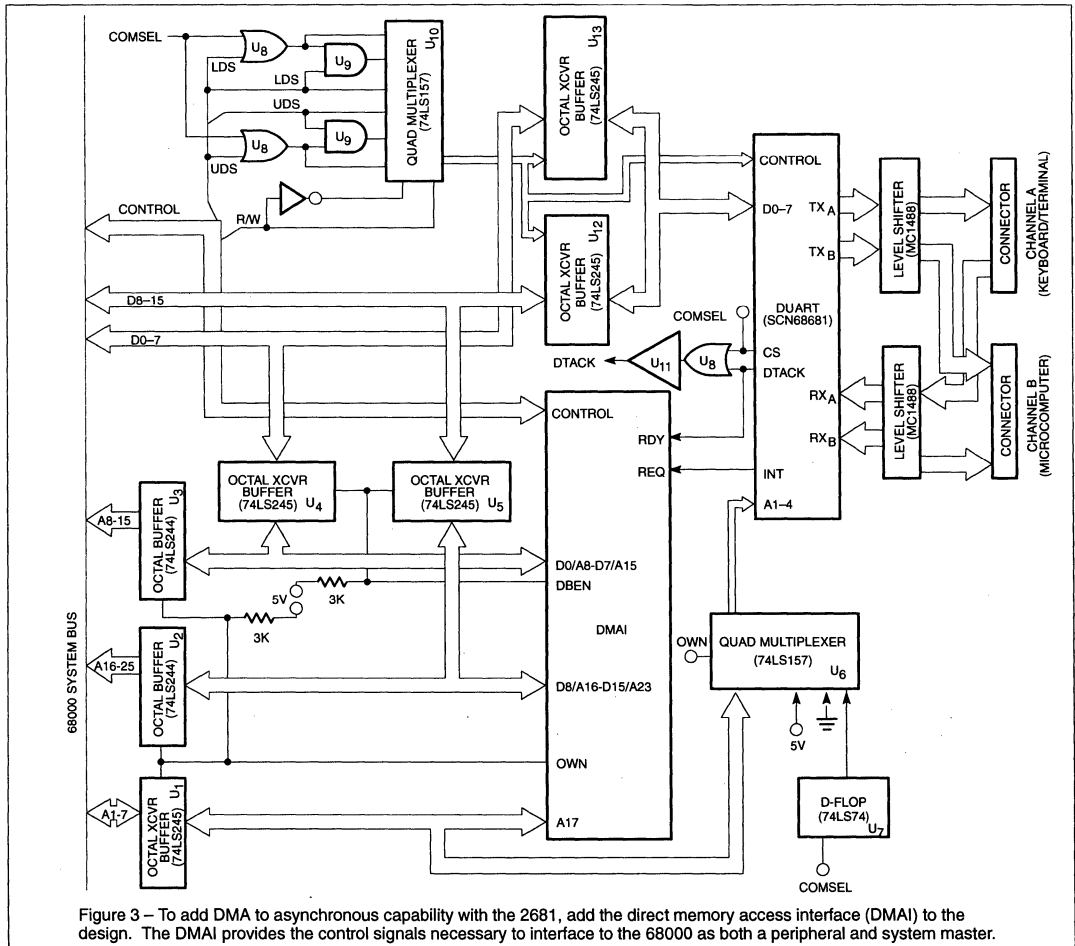 COMSEL
U8
LDS
U9
LDS
UDS
U8
U9
UDS
QUAD MULTIPLEXER
(74LS157)
U10
OCTAL XCVR
BUFFER
(74LS245)
U13
CONTROL
R/W
OCTAL XCVR
BUFFER
(74LS245)
U12
D8–15
D0–7
CONTROL
D0–7
TXA
TXB
DUART
(SCN68681)
CS
DTACK
RXA
RXB
INT
A1–4
LEVEL SHIFTER
(MC1488)
CONNECTOR
CHANNEL A
(KEYBOARD/TERMINAL)
LEVEL SHIFTER
(MC1488)
CONNECTOR
CHANNEL B
(MICROCOMPUTER)
COMSEL
DTACK
U11
U8
CONTROL
RDY
REQ
D0/A8-D7/A15
DBEN
DMAI
D8/A16-D15/A23
OWN
A17
OCTAL XCVR
BUFFER
(74LS245)
U4
OCTAL XCVR
BUFFER
(74LS245)
U5
68000 SYSTEM BUS
A8-15
OCTAL BUFFER
(74LS244)
U3
5V
3K
3K
A16-25
OCTAL BUFFER
(74LS244)
U2
A1-7
OCTAL XCVR
BUFFER
(74LS245)
U1
OWN
QUAD MULTIPLEXER
(74LS157)
U6
5V
D-FLOP
(74LS74)
U7
COMSEL
Figure 3 – To add DMA to asynchronous capability with the 2681, add the direct memory access interface (DMAI) to the
design. The DMAI provides the control signals necessary to interface to the 68000 as both a peripheral and system master.